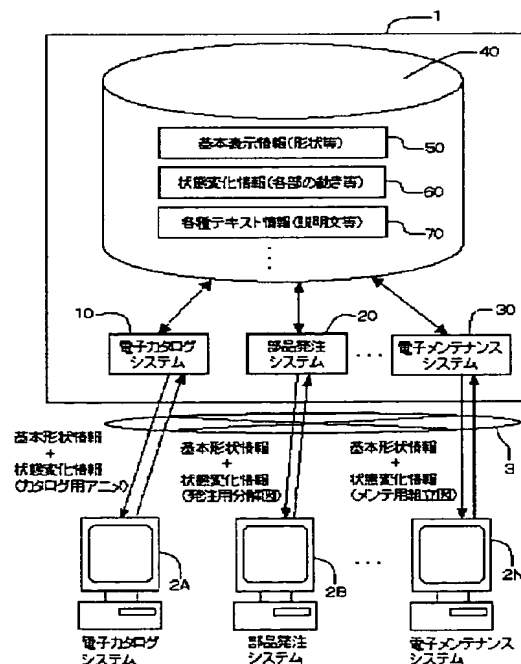 1
40
基本表示情報(形状等)
50
状態変化情報(各部の動き等)
60
各種テキスト情報(説明文等)
70
10
電子カタログ
システム
20
部品発注
システム
30
電子メンテナンス
システム
3
基本形状情報
+
状態変化情報
(カタログ用アニメ)
基本形状情報
+
状態変化情報
(発注用分解図)
基本形状情報
+
状態変化情報
(メンテ用組立図)
2A
2B
2N
電子カタログ
システム
部品発注
システム
電子メンテナンス
システム